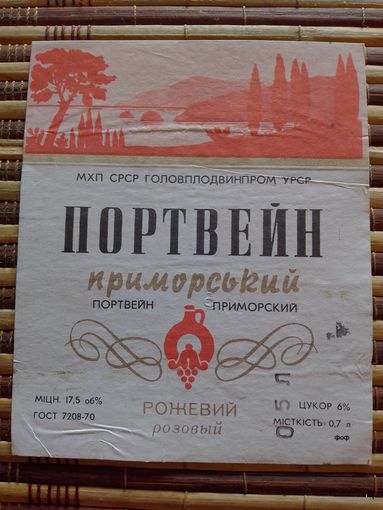 МХП СРСР ГОЛОВПЛОДВИНПРОМ УРСР
ПОРТВЕЙН
приморський
ПОРТВЕЙН ПРИМОРСКИЙ
МІЦН. 17,5 об%
ГОСТ 7208-70
РОЖЕВИЙ
розовый
0 5 Л
ЦУКОР 6%
МІСТКІСТЬ 0,7 л
фоф